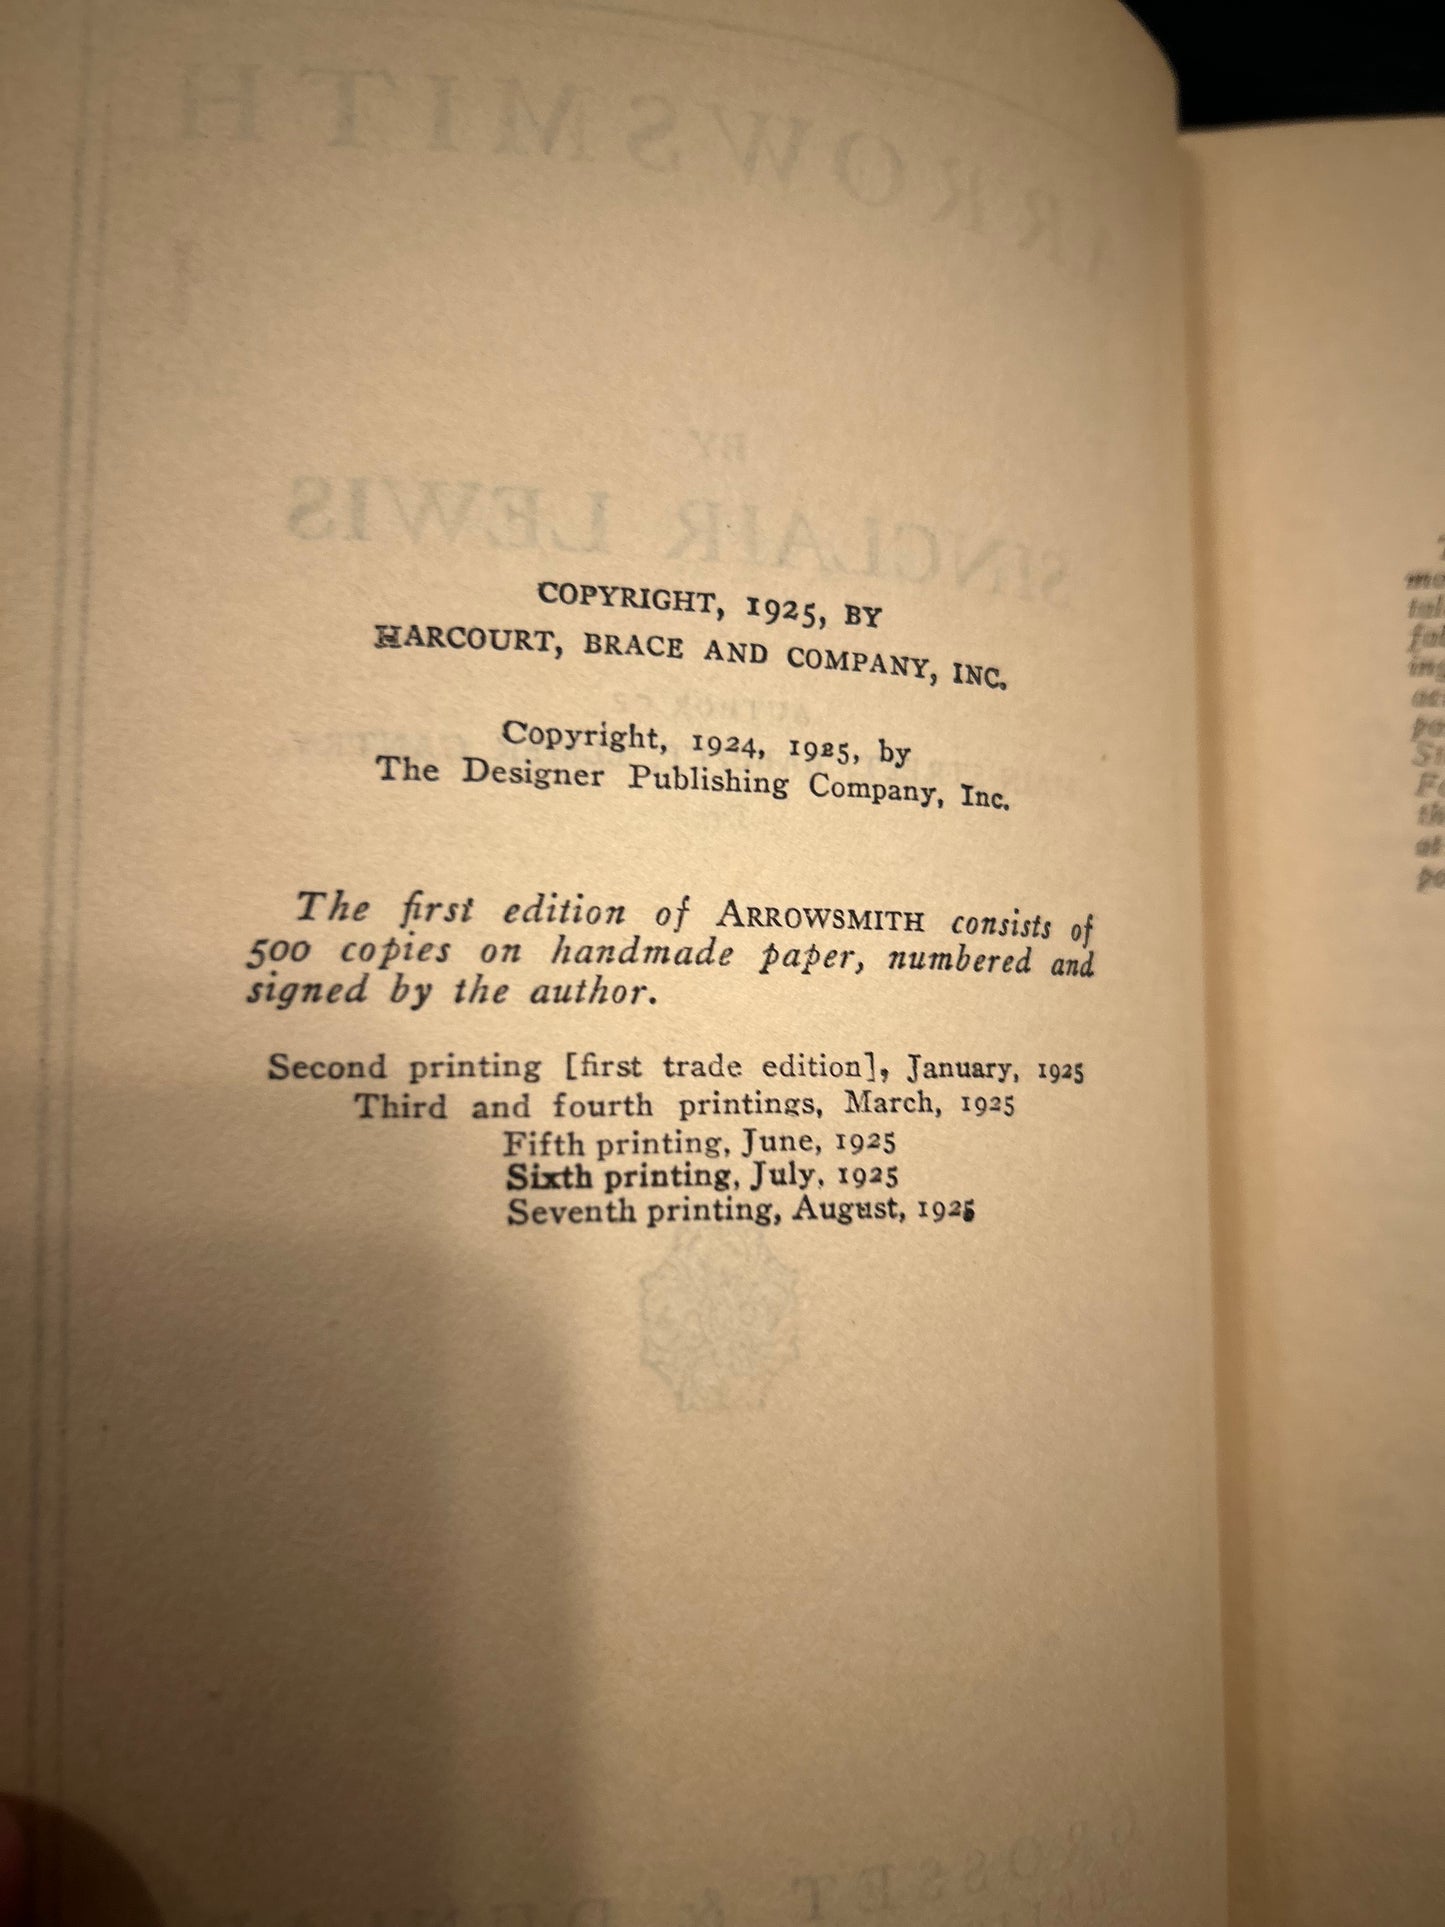 COPYRIGHT, 1925, BY
HARCOURT, BRACE AND COMPANY, INC.
Copyright, 1924, 1925, by
The Designer Publishing Company, Inc.
The first edition of ARROWSMITH consists of
500 copies on handmade paper, numbered and
signed by the author.
Second printing [first trade edition], January, 1925
Third and fourth printings, March, 1925
Fifth printing, June, 1925
Sixth printing, July, 1925
Seventh printing, August, 1925